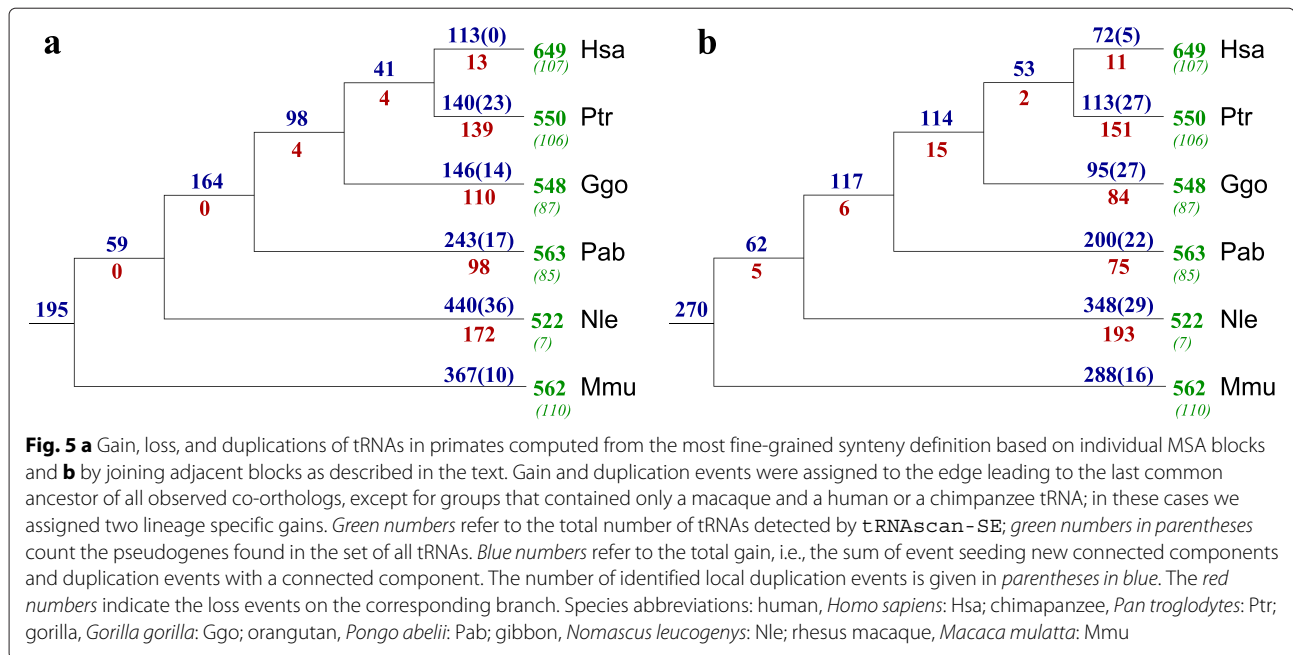 a
113(0)
649
Hsa
13
(107)
41
4
140(23)
550
Ptr
139
(106)
98
4
146(14)
548
Ggo
110
(87)
164
0
243(17)
563
Pab
98
(85)
59
0
440(36)
522
Nle
172
(7)
195
367(10)
562
Mmu
(110)
b
72(5)
649
Hsa
11
(107)
53
2
113(27)
550
Ptr
151
(106)
114
15
95(27)
548
Ggo
84
(87)
117
6
200(22)
563
Pab
75
(85)
62
5
348(29)
522
Nle
193
(7)
270
288(16)
562
Mmu
(110)
Fig. 5 a Gain, loss, and duplications of tRNAs in primates computed from the most fine-grained synteny definition based on individual MSA blocks
and b by joining adjacent blocks as described in the text. Gain and duplication events were assigned to the edge leading to the last common
ancestor of all observed co-orthologs, except for groups that contained only a macaque and a human or a chimpanzee tRNA; in these cases we
assigned two lineage specific gains. Green numbers refer to the total number of tRNAs detected by tRNAscan-SE; green numbers in parentheses
count the pseudogenes found in the set of all tRNAs. Blue numbers refer to the total gain, i.e., the sum of event seeding new connected components
and duplication events with a connected component. The number of identified local duplication events is given in parentheses in blue. The red
numbers indicate the loss events on the corresponding branch. Species abbreviations: human, Homo sapiens: Hsa; chimapanzee, Pan troglodytes: Ptr;
gorilla, Gorilla gorilla: Ggo; orangutan, Pongo abelii: Pab; gibbon, Nomascus leucogenys: Nle; rhesus macaque, Macaca mulatta: Mmu